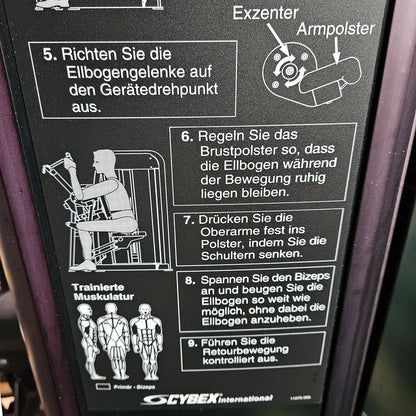 Exzenter
Armpolster
5. Richten Sie die
Ellbogengelenke auf
den Gerätedrehpunkt
aus.
6. Regeln Sie das
Brustpolster so, dass
die Ellbogen während
der Bewegung ruhig
liegen bleiben.
7. Drücken Sie die
Oberarme fest ins
Polster, indem Sie die
Schultern senken.
8. Spannen Sie den Bizeps
an und beugen Sie die
Ellbogen so weit wie
möglich, ohne dabei die
Ellbogen anzuheben.
9. Führen Sie die
Retourbewegung
kontrolliert aus.
Trainierte
Muskulatur
Primär - Bizeps
CYBEX international